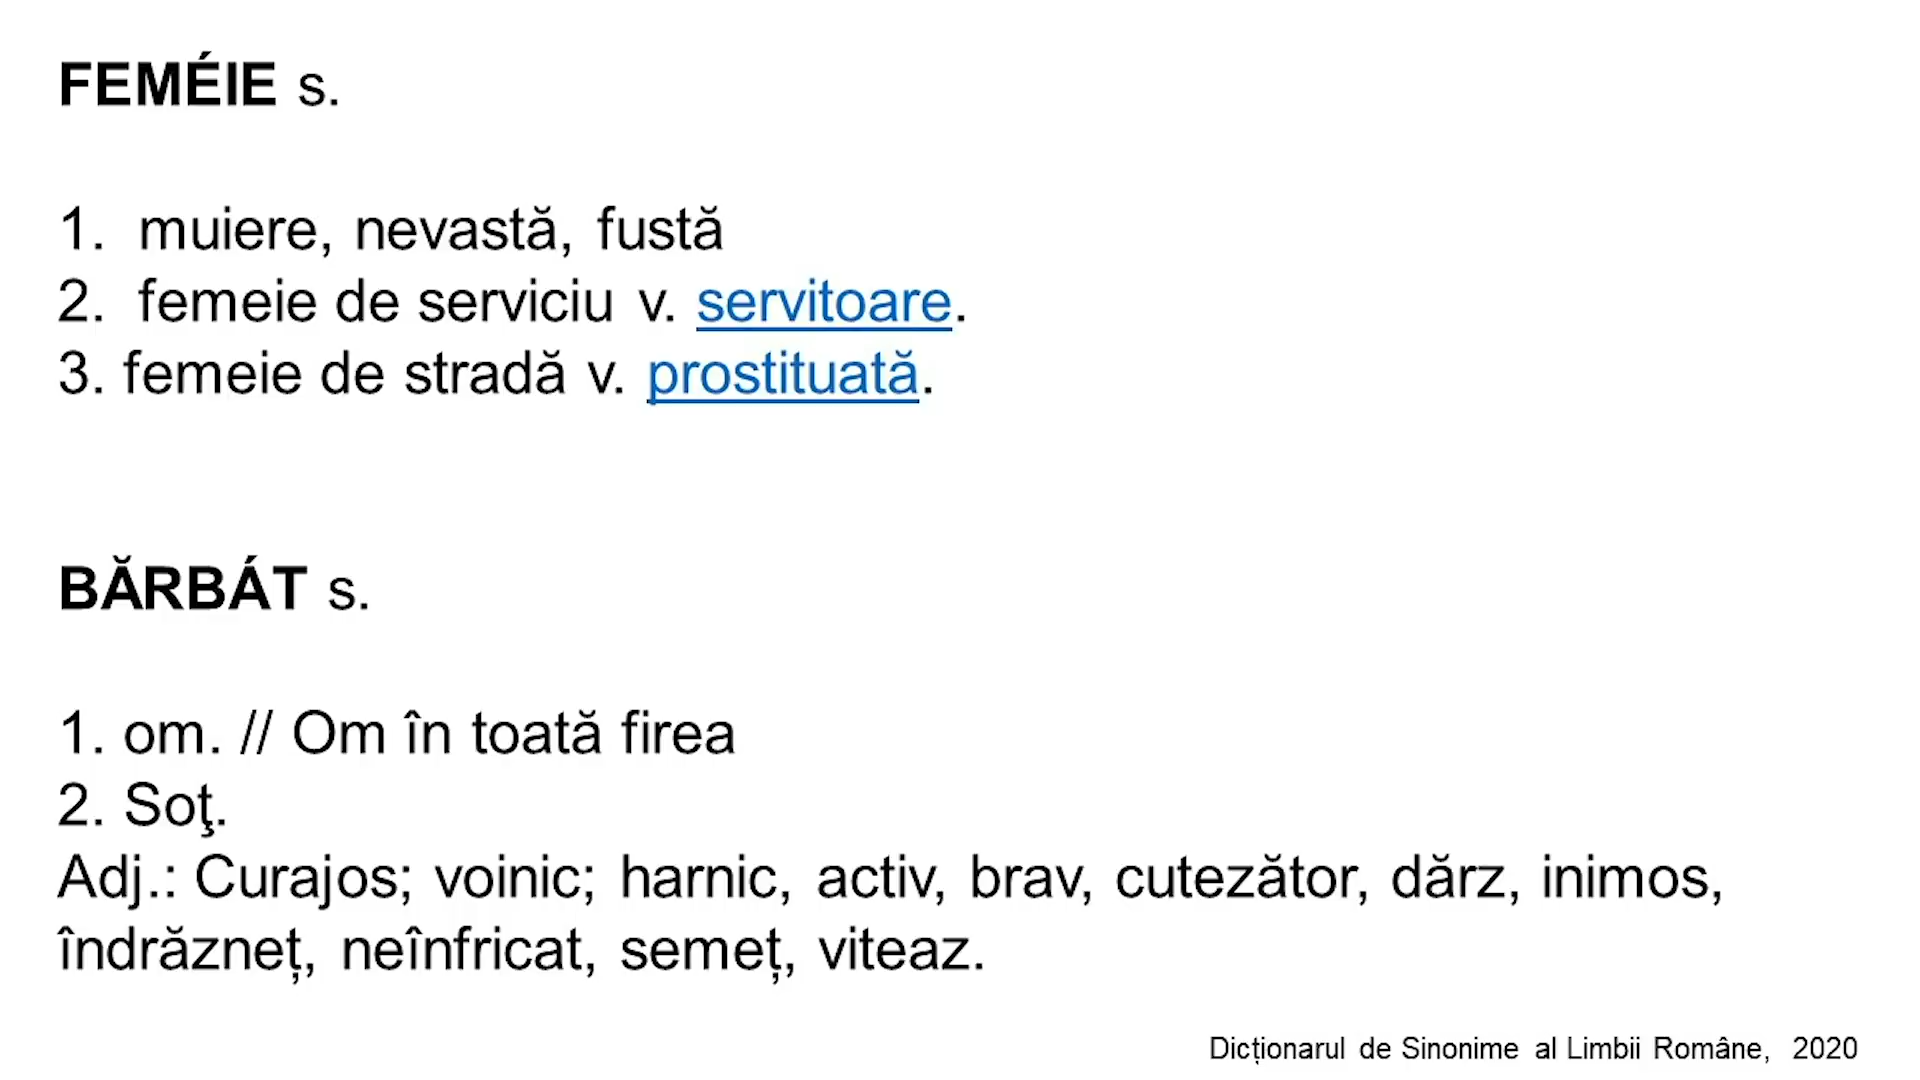 FEMÉIE s.
1. muiere, nevastă, fustă
2. femeie de serviciu v. servitoare.
3. femeie de stradă v. prostituată.
BĂRBÁT s.
1. om. // Om în toată firea
2. Soţ.
Adj.: Curajos; voinic; harnic, activ, brav, cutezător, dărz, inimos,
îndrăzneț, neînfricat, semeț, viteaz.
Dicționarul de Sinonime al Limbii Române, 2020